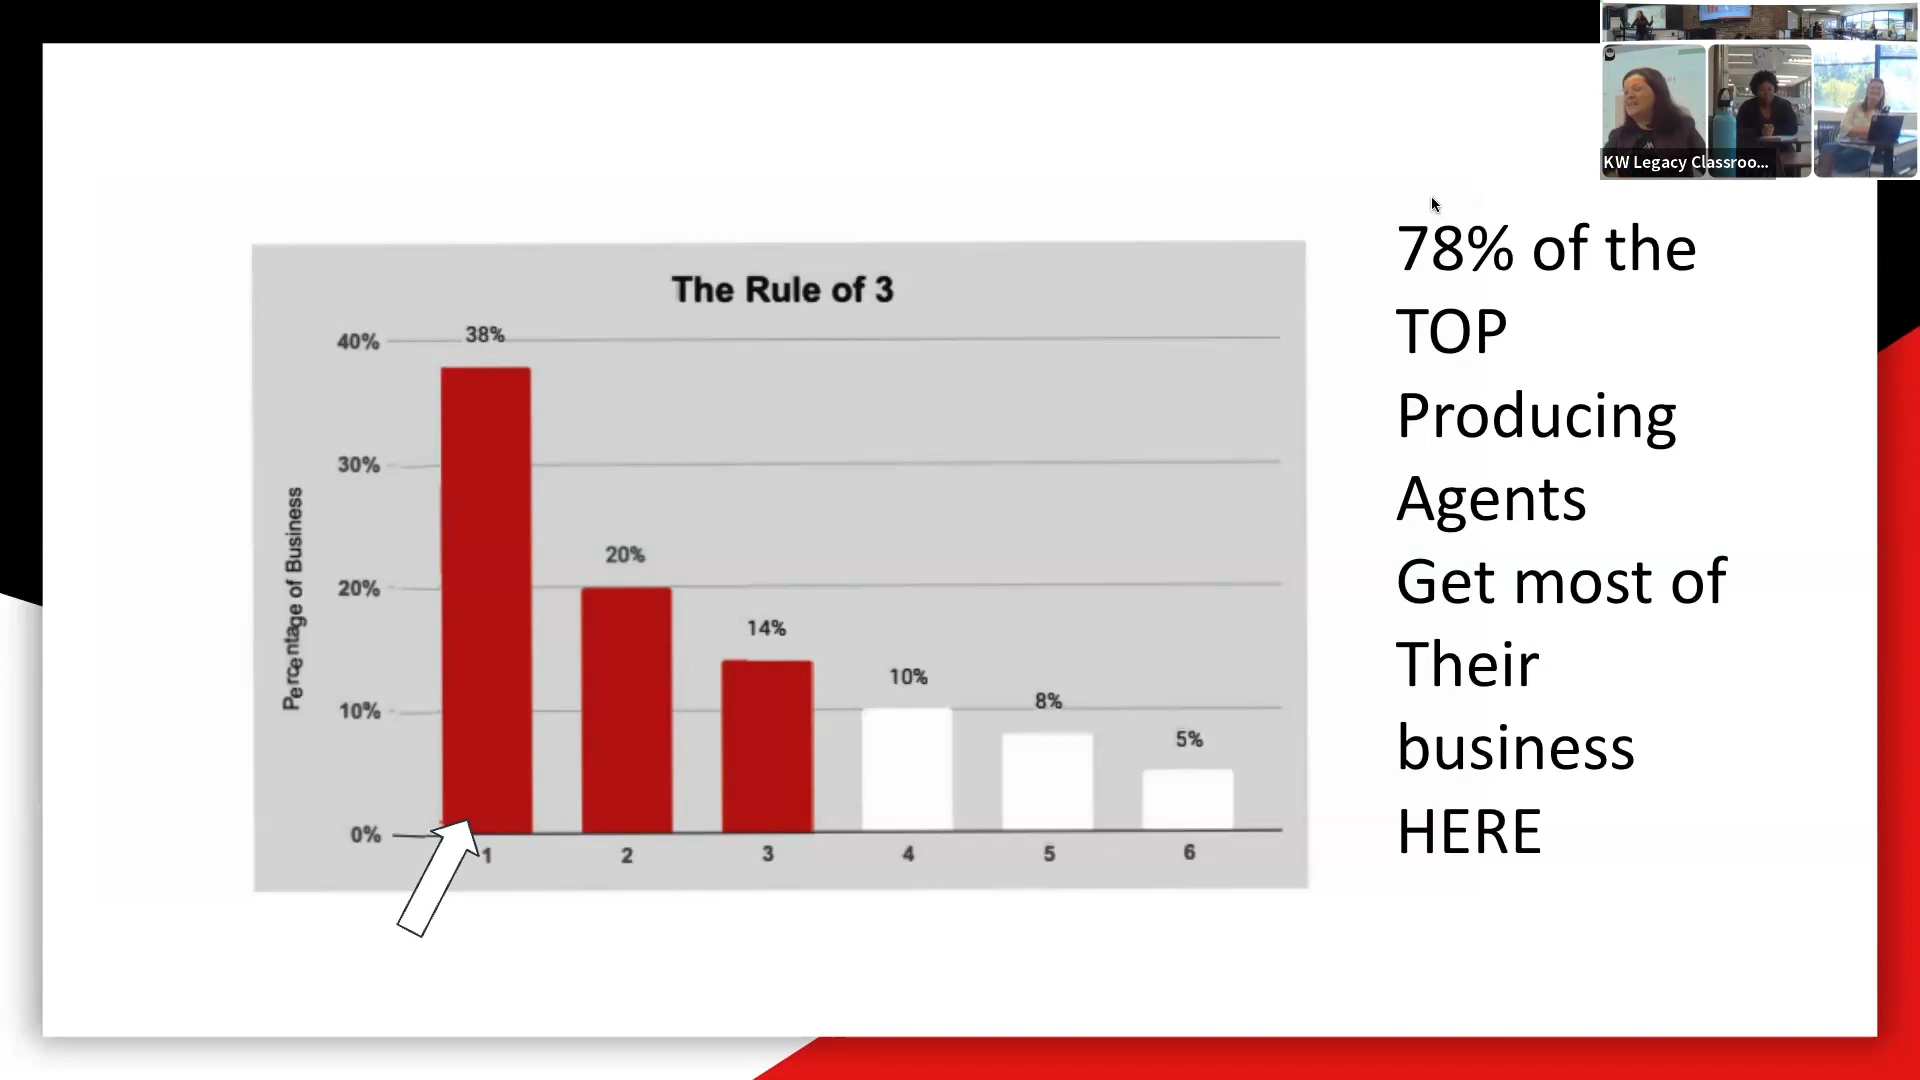 KW Legacy Classroo...
The Rule of 3
Percentage of Business
40%
30%
20%
10%
0%
38%
20%
14%
10%
8%
5%
1 2 3 4 5 6
78% of the
TOP
Producing
Agents
Get most of
Their
business
HERE